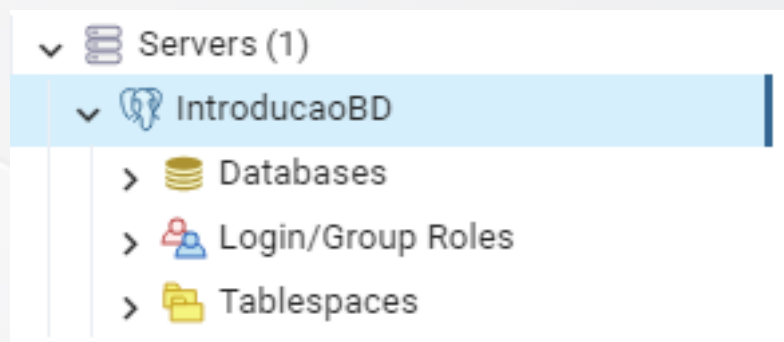 Servers (1)
IntroducaoBD
Databases
Login/Group Roles
Tablespaces